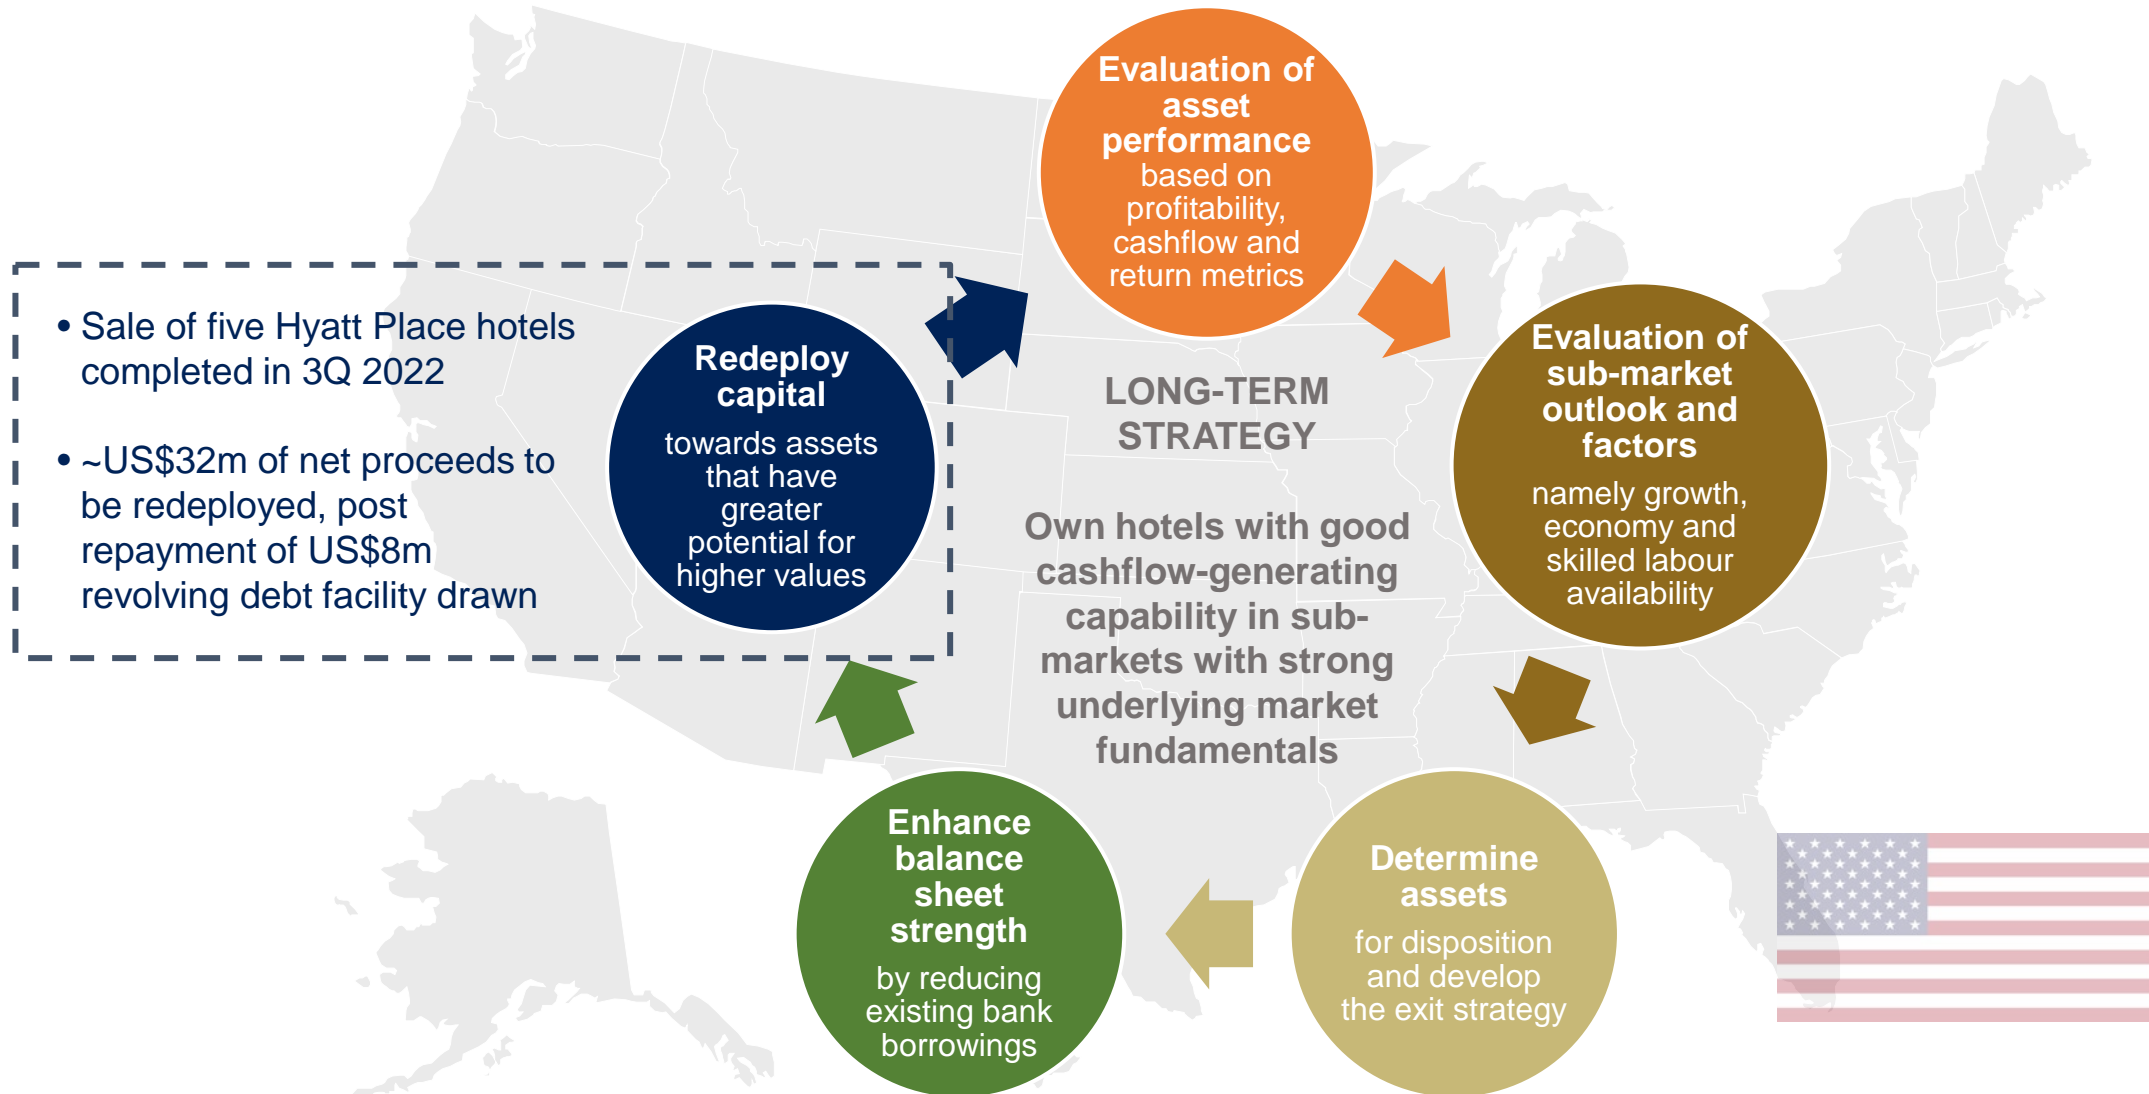 Evaluation of
asset
performance
based on
profitability,
cashflow and
return metrics
Evaluation of
sub-market
outlook and
factors
namely growth,
economy and
skilled labour
availability
Determine
assets
for disposition
and develop
the exit strategy
Enhance
balance
sheet
strength
by reducing
existing bank
borrowings
Redeploy
capital
towards assets
that have
greater
potential for
higher values
• Sale of five Hyatt Place hotels
completed in 3Q 2022
• ~US$32m of net proceeds to
be redeployed, post
repayment of US$8m
revolving debt facility drawn
LONG-TERM
STRATEGY
Own hotels with good
cashflow-generating
capability in sub-
markets with strong
underlying market
fundamentals